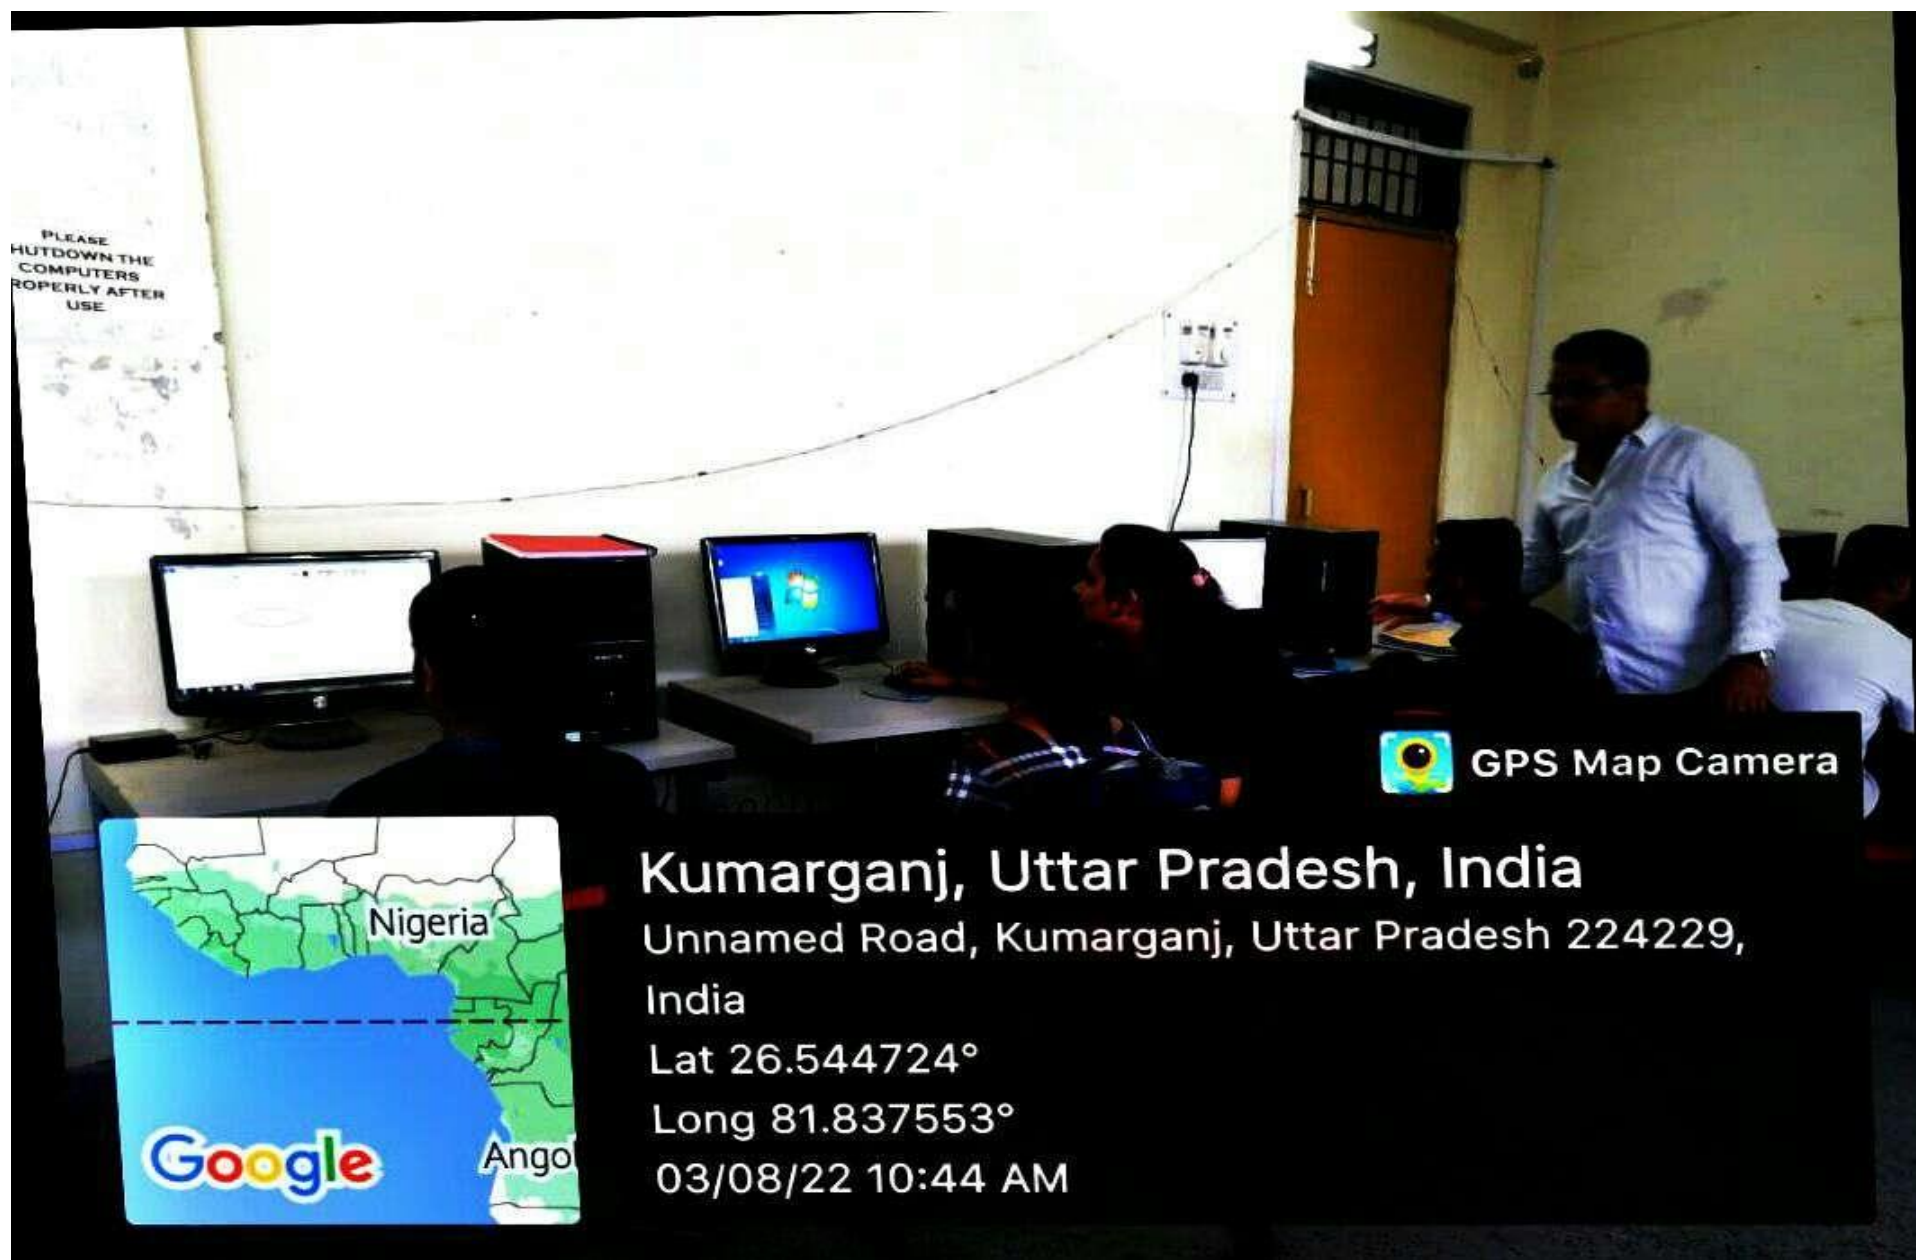 PLEASE
HUTDOWN THE
COMPUTERS
ROPERLY AFTER
USE
GPS Map Camera
Kumarganj, Uttar Pradesh, India
Unnamed Road, Kumarganj, Uttar Pradesh 224229,
India
Lat 26.544724°
Long 81.837553°
03/08/22 10:44 AM
Nigeria
Ango
Google